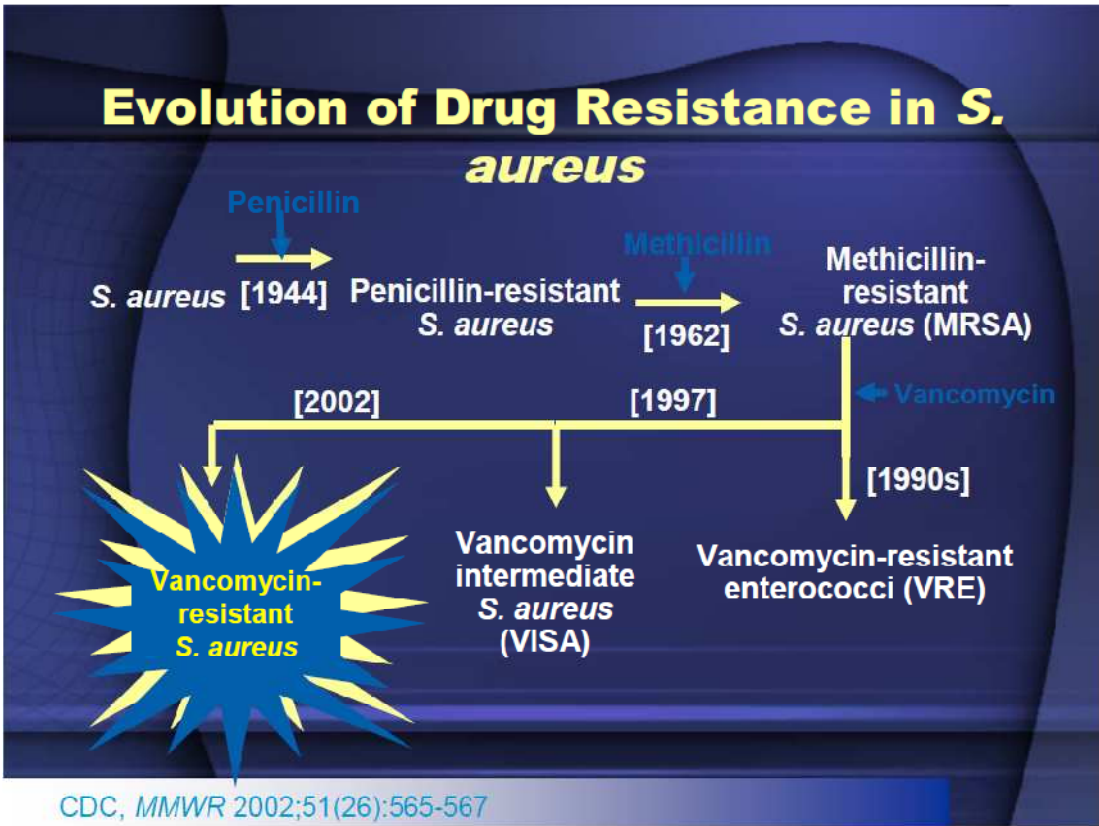 Evolution of Drug Resistance in S.
aureus
Penicillin
S. aureus
[1944]
Penicillin-resistant
S. aureus
Methicillin
[1962]
Methicillin-
resistant
S. aureus (MRSA)
Vancomycin
[2002]
[1997]
[1990s]
Vancomycin-
resistant
S. aureus
Vancomycin
intermediate
S. aureus
(VISA)
Vancomycin-resistant
enterococci (VRE)
CDC, MMWR 2002;51(26):565-567